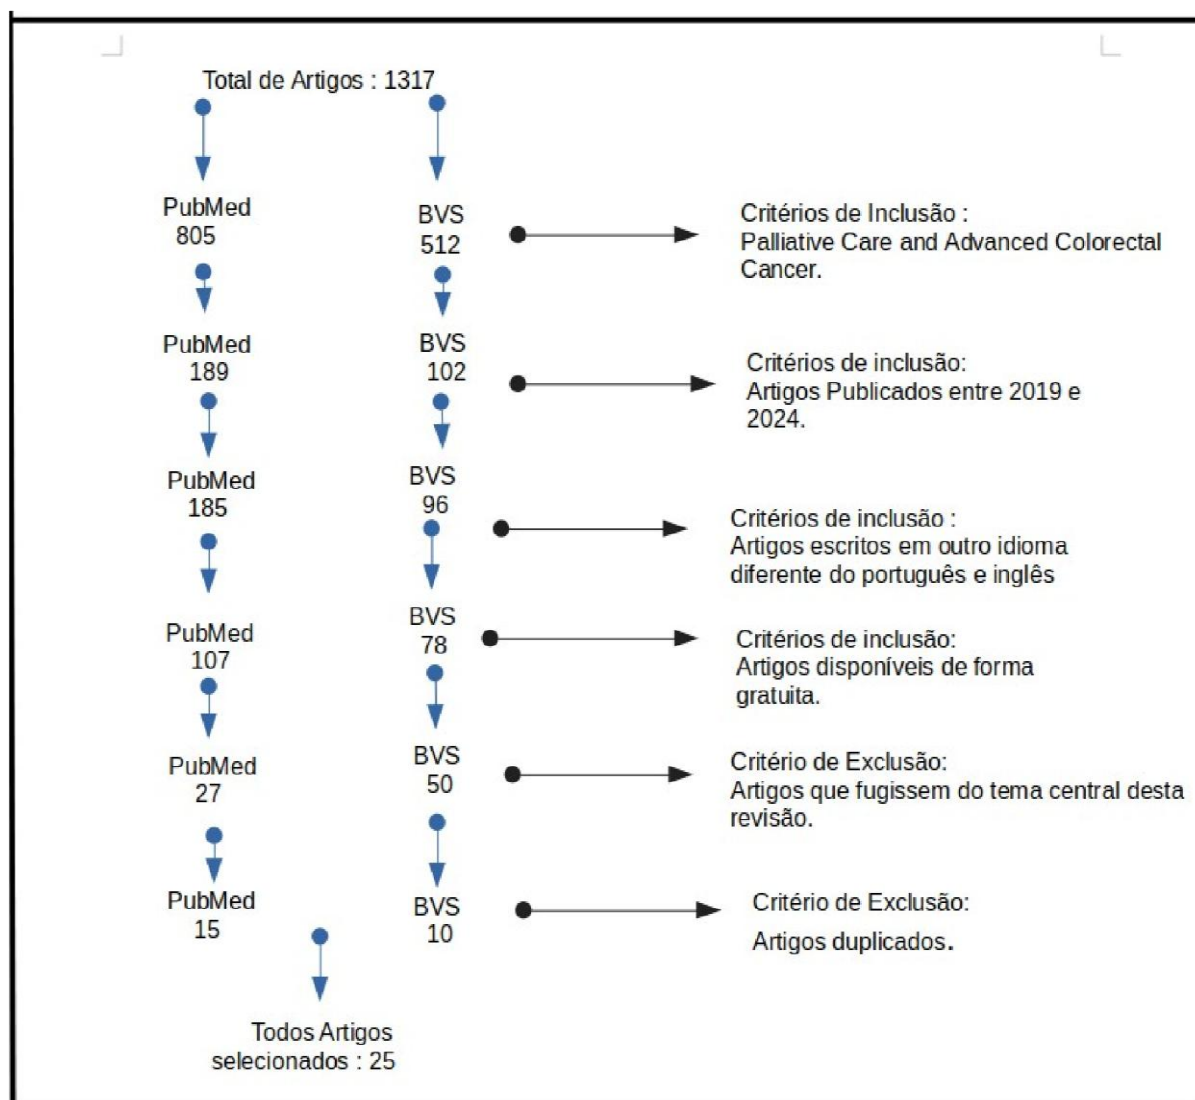 Total de Artigos : 1317
PubMed
805
BVS
512
Critérios de Inclusão :
Palliative Care and Advanced Colorectal
Cancer.
PubMed
189
BVS
102
Critérios de inclusão:
Artigos Publicados entre 2019 e
2024.
PubMed
185
BVS
96
Critérios de inclusão :
Artigos escritos em outro idioma
diferente do português e inglês
PubMed
107
BVS
78
Critérios de inclusão:
Artigos disponíveis de forma
gratuita.
PubMed
27
BVS
50
Critério de Exclusão:
Artigos que fugissem do tema central desta
revisão.
PubMed
15
BVS
10
Critério de Exclusão:
Artigos duplicados.
Todos Artigos
selecionados : 25